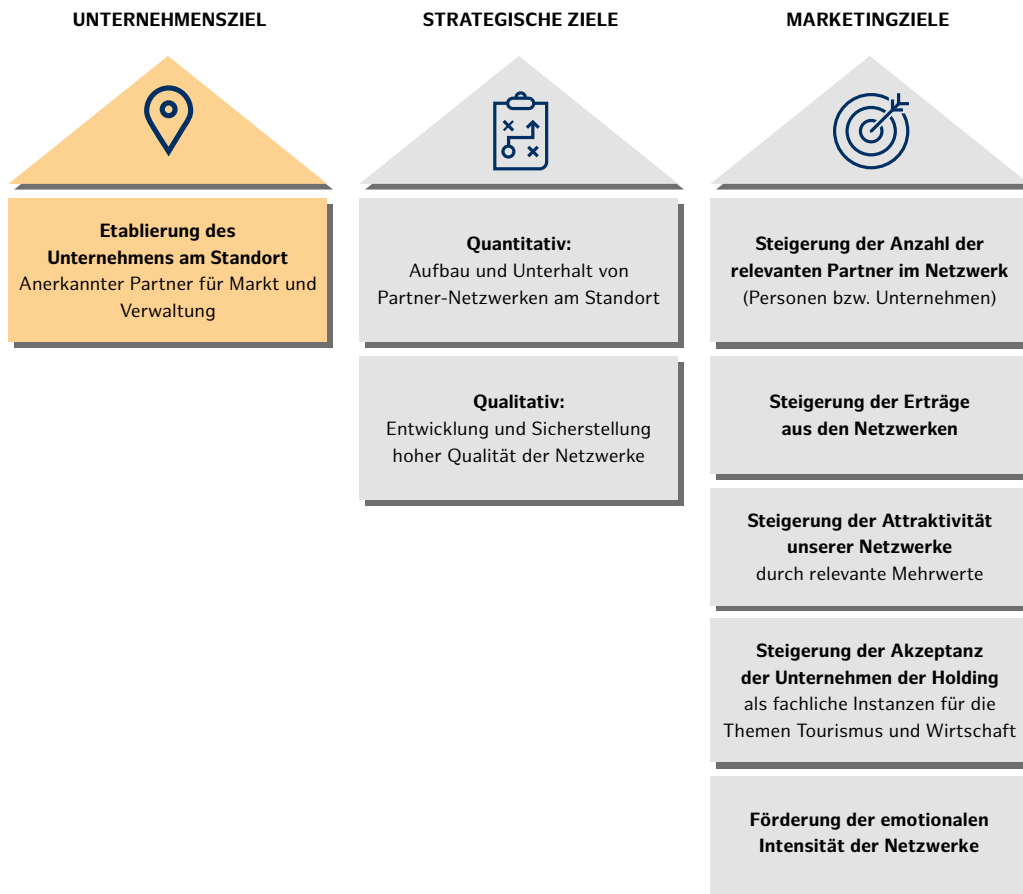 UNTERNEHMENSZIEL
Etablierung des
Unternehmens am Standort
Anerkannter Partner für Markt und
Verwaltung
STRATEGISCHE ZIELE
Quantitativ:
Aufbau und Unterhalt von
Partner-Netzwerken am Standort
Qualitativ:
Entwicklung und Sicherstellung
hoher Qualität der Netzwerke
MARKETINGZIELE
Steigerung der Anzahl der
relevanten Partner im Netzwerk
(Personen bzw. Unternehmen)
Steigerung der Erträge
aus den Netzwerken
Steigerung der Attraktivität
unserer Netzwerke
durch relevante Mehrwerte
Steigerung der Akzeptanz
der Unternehmen der Holding
als fachliche Instanzen für die
Themen Tourismus und Wirtschaft
Förderung der emotionalen
Intensität der Netzwerke